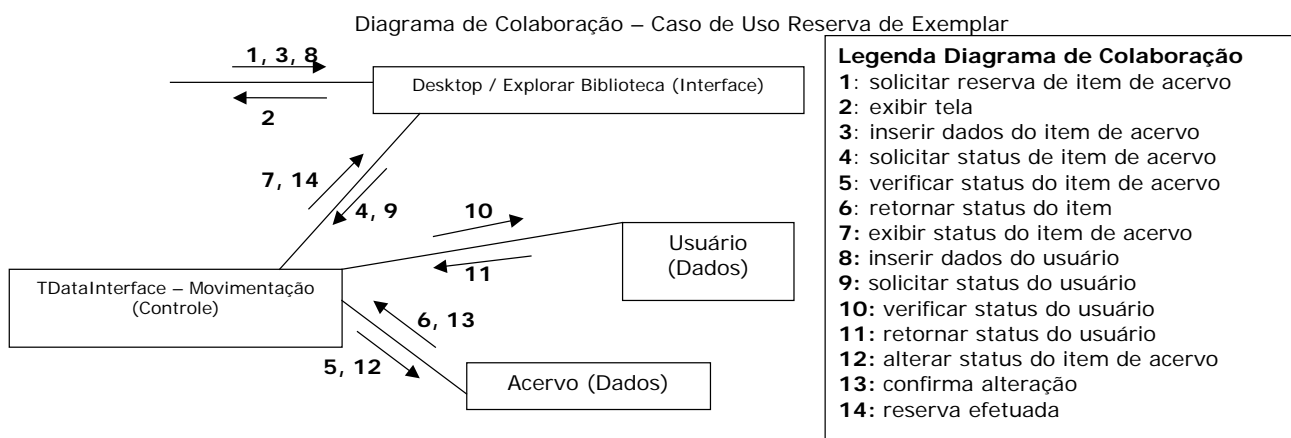 Diagrama de Colaboração – Caso de Uso Reserva de Exemplar
1, 3, 8
Desktop / Explorar Biblioteca (Interface)
2
7, 14
4, 9
10
Usuário
(Dados)
11
TDataInterface – Movimentação
(Controle)
6, 13
5, 12
Acervo (Dados)
Legenda Diagrama de Colaboração
1: solicitar reserva de item de acervo
2: exibir tela
3: inserir dados do item de acervo
4: solicitar status de item de acervo
5: verificar status do item de acervo
6: retornar status do item
7: exibir status do item de acervo
8: inserir dados do usuário
9: solicitar status do usuário
10: verificar status do usuário
11: retornar status do usuário
12: alterar status do item de acervo
13: confirma alteração
14: reserva efetuada